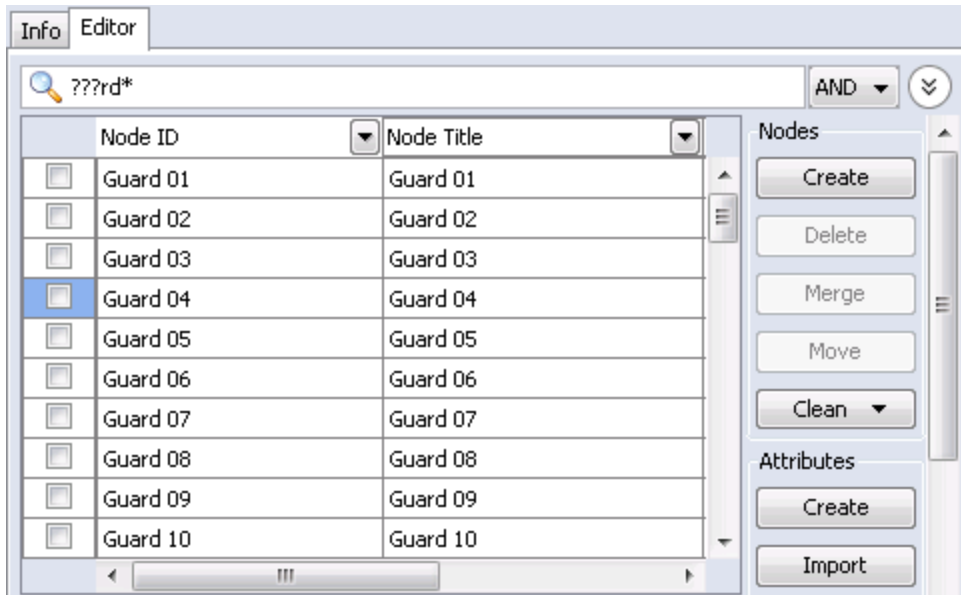 Info Editor
???rd* AND
Node ID Node Title Nodes
Guard 01 Guard 01 Create
Guard 02 Guard 02
Delete
Guard 03 Guard 03
Guard 04 Guard 04 Merge
Guard 05 Guard 05 Move
Guard 06 Guard 06
Guard 07 Guard 07 Clean
Guard 08 Guard 08 Attributes
Guard 09 Guard 09 Create
Guard 10 Guard 10
Import